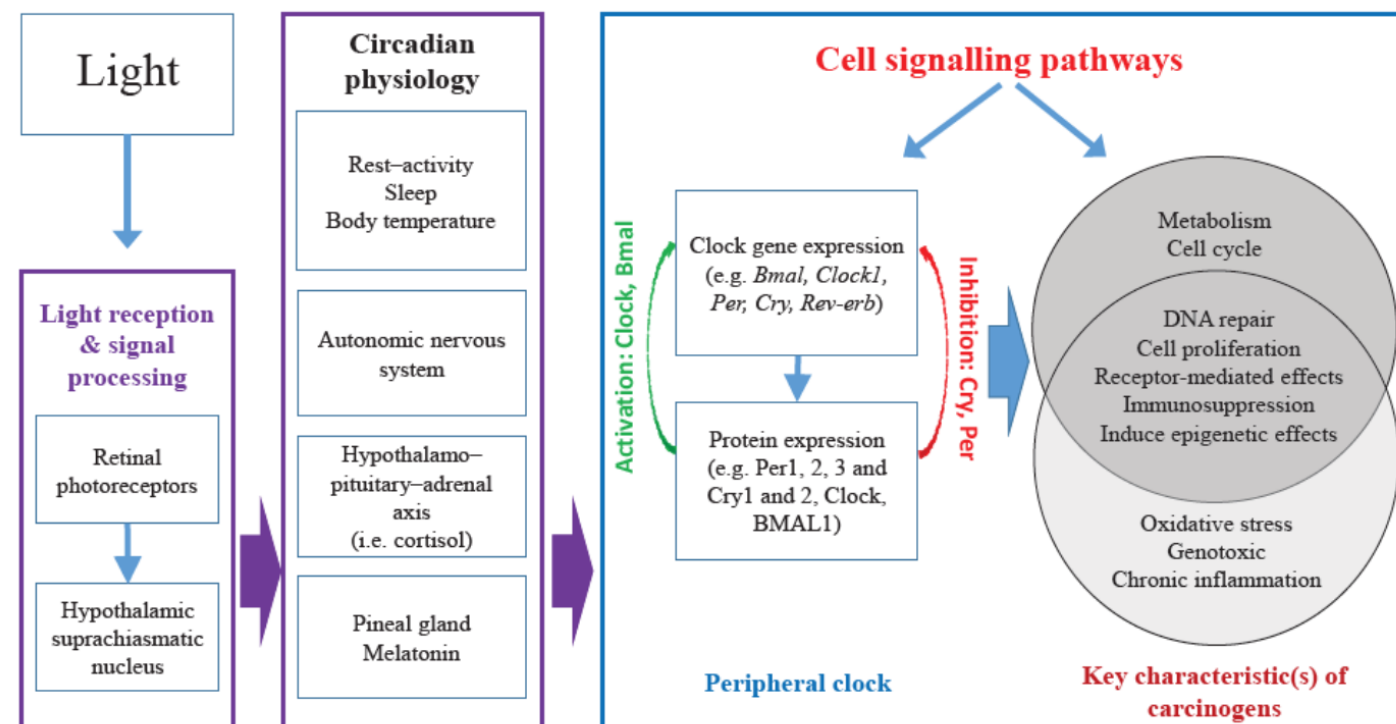 Light
Light reception
& signal
processing
Retinal
photoreceptors
Hypothalamic
suprachiasmatic
nucleus
Circadian
physiology
Rest–activity
Sleep
Body temperature
Autonomic nervous
system
Hypothalamo–
pituitary–adrenal
axis
(i.e. cortisol)
Pineal gland
Melatonin
Cell signalling pathways
Activation: Clock, Bmal
Clock gene expression
(e.g. Bmal, Clock1,
Per, Cry, Rev-erb)
Protein expression
(e.g. Per1, 2, 3 and
Cry1 and 2, Clock,
BMAL1)
Inhibition: Cry, Per
Peripheral clock
Metabolism
Cell cycle
DNA repair
Cell proliferation
Receptor-mediated effects
Immunosuppression
Induce epigenetic effects
Oxidative stress
Genotoxic
Chronic inflammation
Key characteristic(s) of
carcinogens